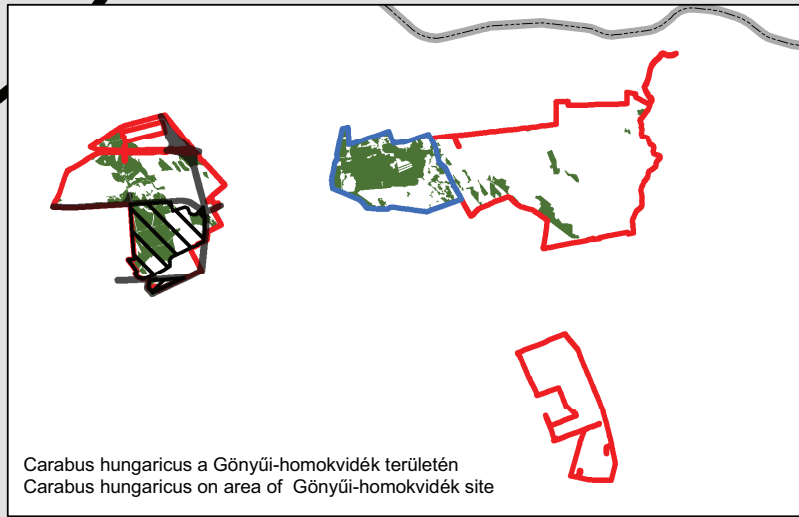 Carabus hungaricus a Gönyűi-homokvidék területén
Carabus hungaricus on area of Gönyűi-homokvidék site